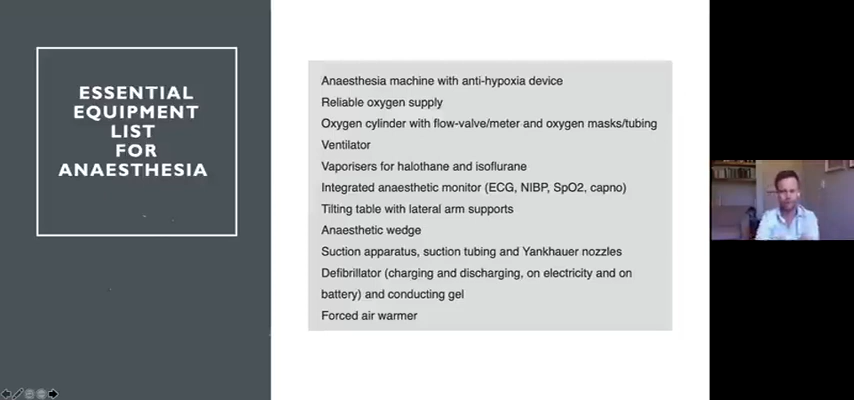 ESSENTIAL
EQUIPMENT
LIST
FOR
ANAESTHESIA
Anaesthesia machine with anti-hypoxia device
Reliable oxygen supply
Oxygen cylinder with flow-valve/meter and oxygen masks/tubing
Ventilator
Vaporisers for halothane and isoflurane
Integrated anaesthetic monitor (ECG, NIBP, SpO2, capno)
Tilting table with lateral arm supports
Anaesthetic wedge
Suction apparatus, suction tubing and Yankhauer nozzles
Defibrillator (charging and discharging, on electricity and on
battery) and conducting gel
Forced air warmer